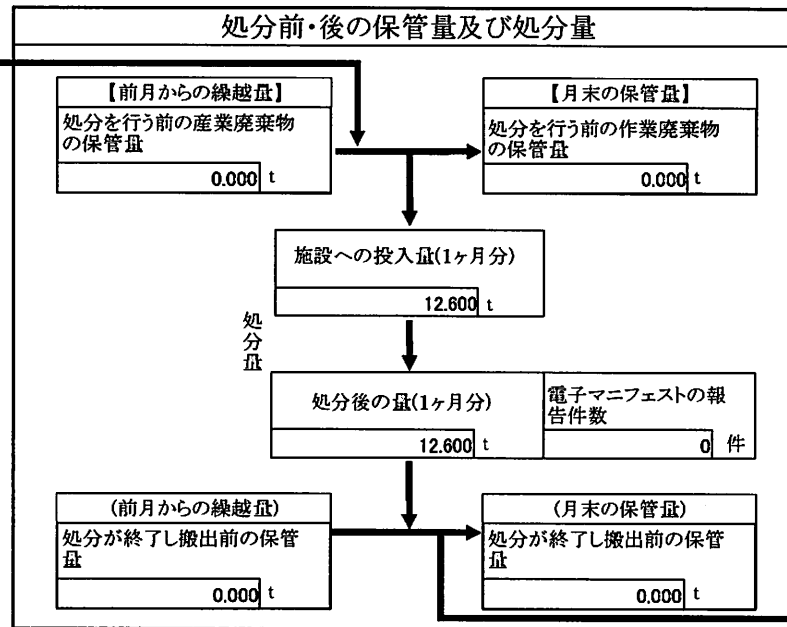 処分前・後の保管量及び処分量
【前月からの繰越量】
処分を行う前の産業廃棄物
の保管量
0.000 t
【月末の保管量】
処分を行う前の作業廃棄物
の保管量
0.000 t
施設への投入量(1ヶ月分)
12.600 t
処分量
処分後の量(1ヶ月分)
12.600 t
電子マニフェストの報
告件数
0 件
(前月からの繰越量)
処分が終了し搬出前の保管
量
0.000 t
(月末の保管量)
処分が終了し搬出前の保管
量
0.000 t